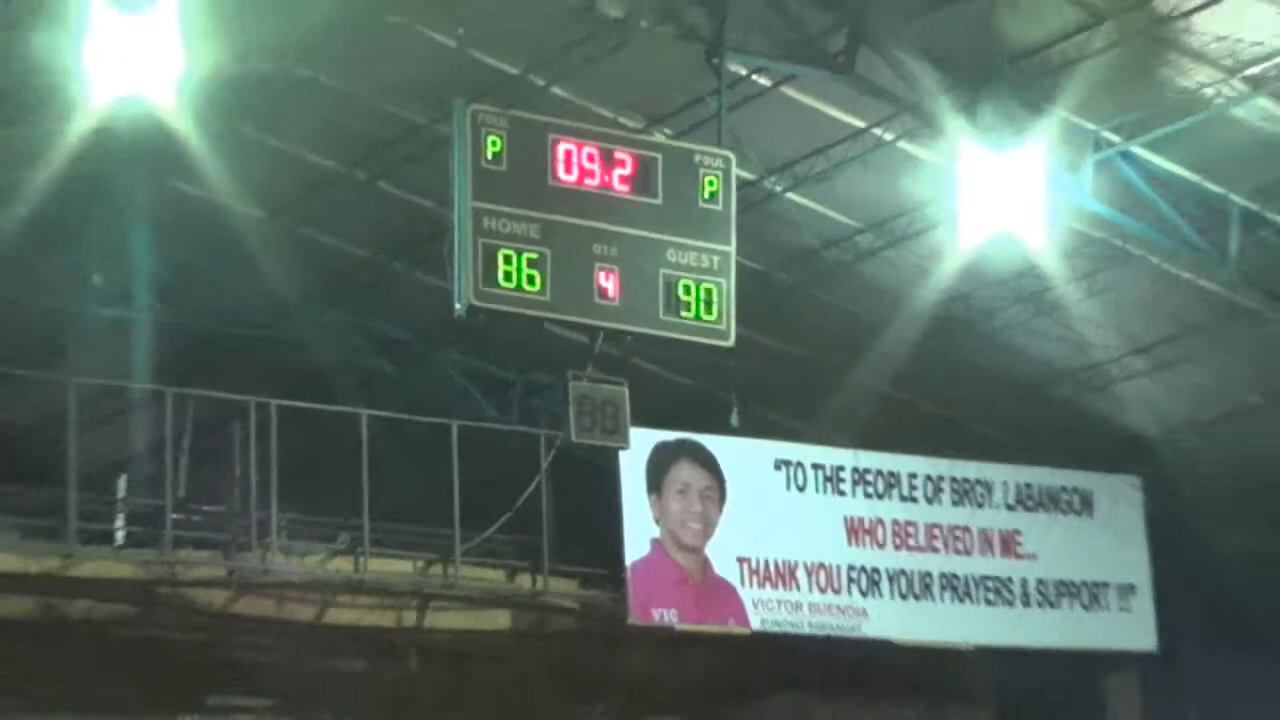 FOUL
P
09.2
FOUL
P
HOME
QTR
GUEST
86
4
90
"TO THE PEOPLE OF BRGY. LABANGON
WHO BELIEVED IN ME...
THANK YOU FOR YOUR PRAYERS & SUPPORT !!!"
VIC
VICTOR BUENDIA